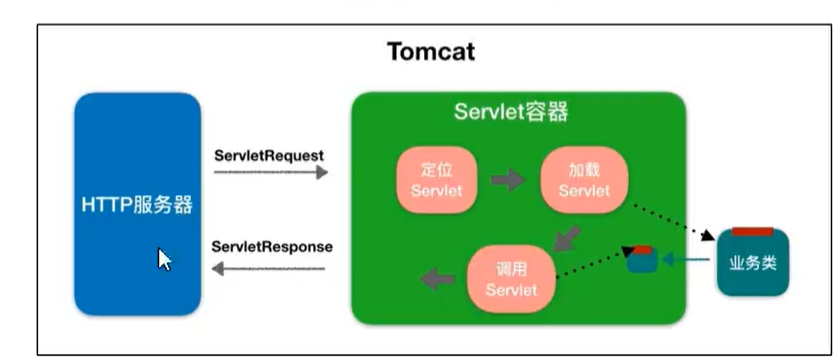 Tomcat
Servlet容器
ServletRequest
定位
Servlet
加载
Servlet
HTTP服务器
ServletResponse
调用
Servlet
业务类